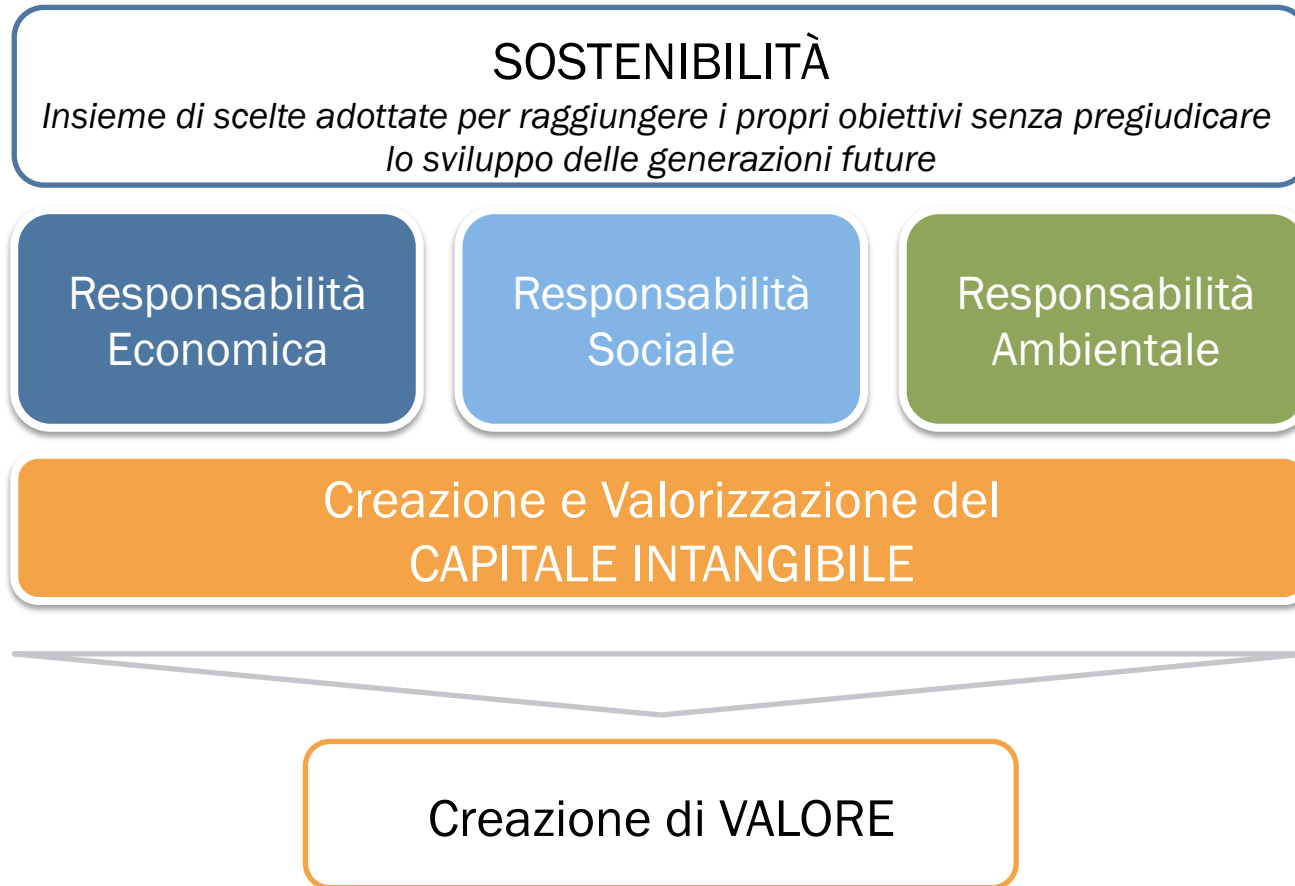 SOSTENIBILITÀ
Insieme di scelte adottate per raggiungere i propri obiettivi senza pregiudicare
lo sviluppo delle generazioni future
Responsabilità
Economica
Responsabilità
Sociale
Responsabilità
Ambientale
Creazione e Valorizzazione del
CAPITALE INTANGIBILE
Creazione di VALORE